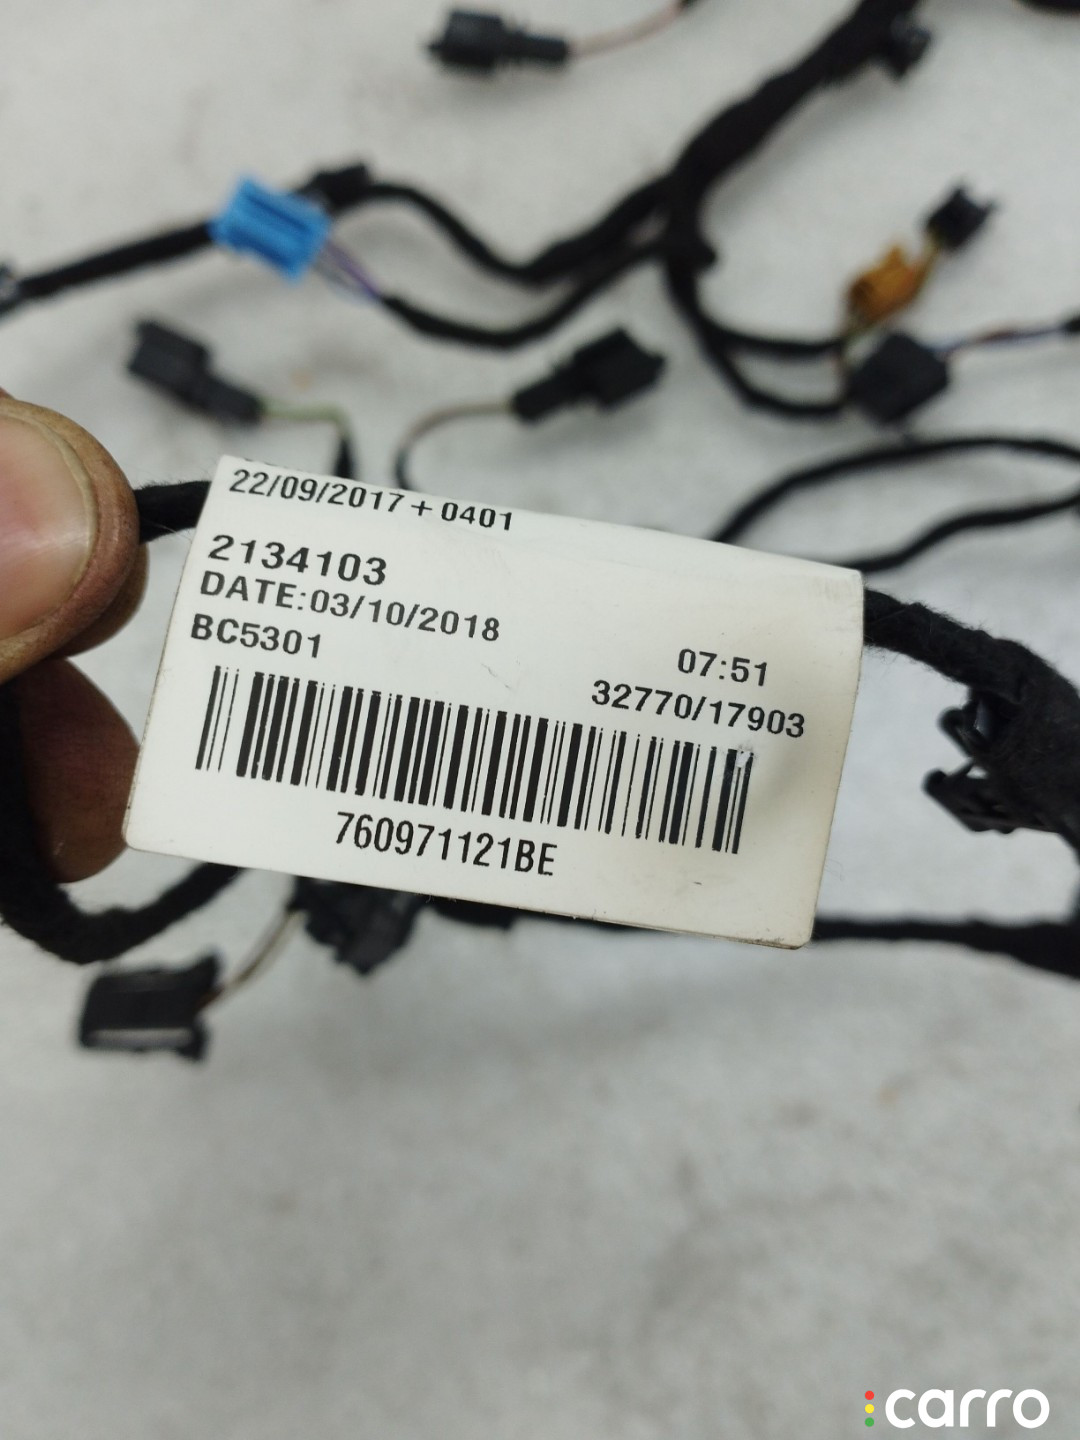 22/09/2017+0401
2134103
DATE:03/10/2018
BC5301
07:51
32770/17903
760971121BE
carro